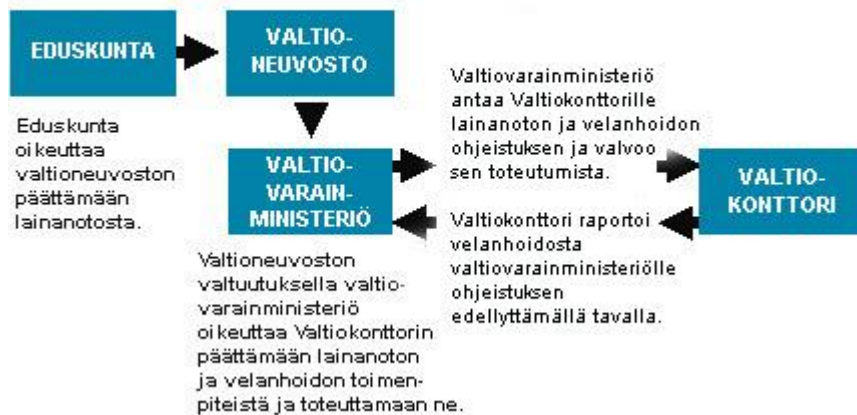 EDUSKUNTA
VALTIO-
NEUVOSTO
Eduskunta
oikeuttaa
valtioneuvoston
päättämään
lainanotosta.
VALTIO-
VARAIN-
MINISTERIÖ
Valtioneuvoston
valtuutuksella valtio-
varainministeriö
oikeuttaa Valtiokonttorin
päättämään lainanoton
ja velanhoidon toimen-
piteistä ja toteuttamaan ne.
Valtiovarainministeriö
antaa Valtiokonttorille
lainanoton ja velanhoidon
ohjeistuksen ja valvoo
sen toteutumista.
Valtiokonttori raportoi
velanhoidosta
valtiovarainministeriölle
ohjeistuksen
edellyttämällä tavalla.
VALTIO-
KONTTORI